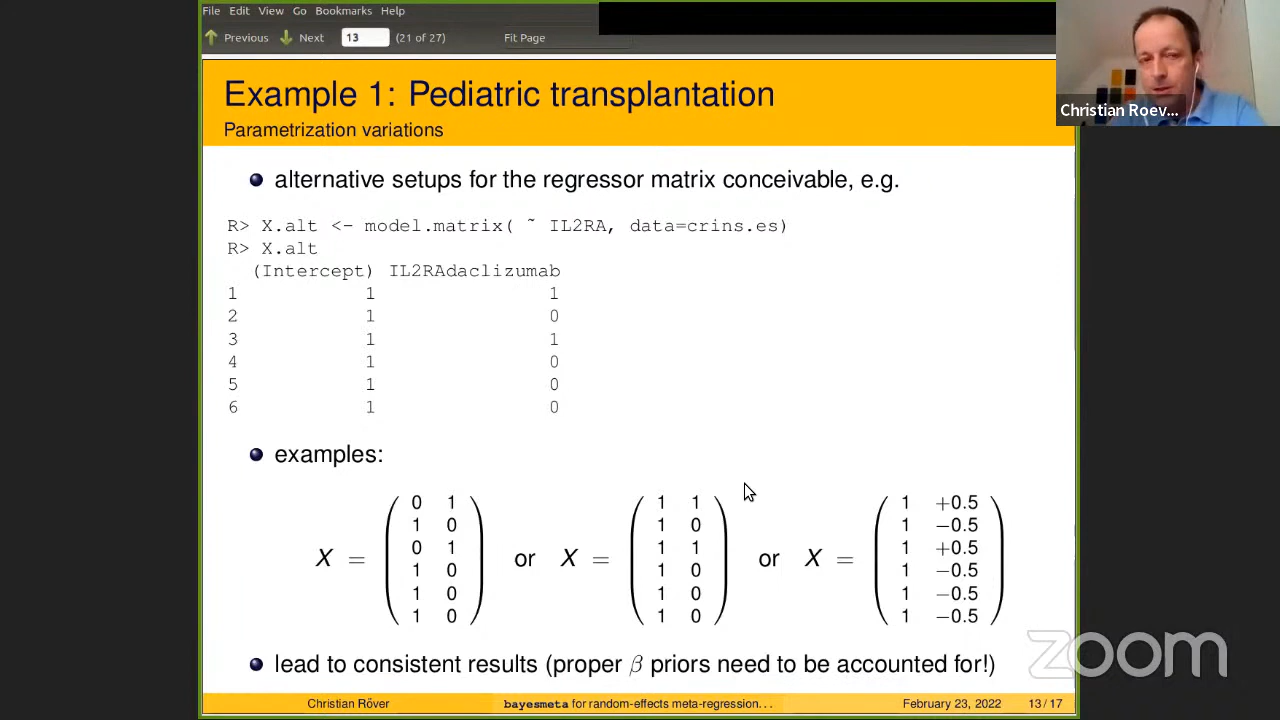 File Edit View Go Bookmarks Help
Previous Next 13 (21 of 27) Fit Page
Christian Roev...
Example 1: Pediatric transplantation
Parametrization variations
alternative setups for the regressor matrix conceivable, e.g.
R> X.alt <- model.matrix( ~ IL2RA, data=crins.es)
R> X.alt
(Intercept) IL2RAdaclizumab
1 1 1
2 1 0
3 1 1
4 1 0
5 1 0
6 1 0
examples:
X = ( 0 1 ) or X = ( 1 1 ) or X = ( 1 +0.5 )
1 0 1 0 1 −0.5
0 1 1 1 1 +0.5
1 0 1 0 1 −0.5
1 0 1 0 1 −0.5
1 0 1 0 1 −0.5
lead to consistent results (proper β priors need to be accounted for!)
zoom
Christian Röver bayesmeta for random-effects meta-regression... February 23, 2022 13 / 17